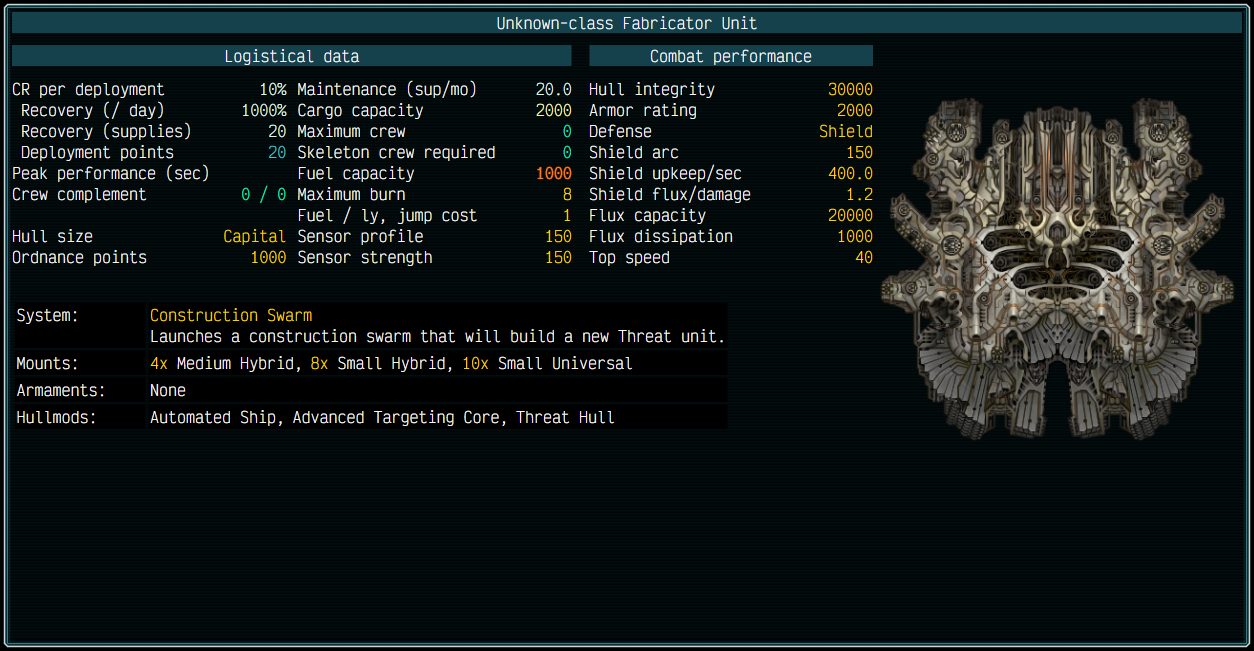 Unknown-class Fabricator Unit
Logistical data
CR per deployment 10% Maintenance (sup/mo) 20.0
Recovery (/ day) 1000% Cargo capacity 2000
Recovery (supplies) 20 Maximum crew 0
Deployment points 20 Skeleton crew required 0
Peak performance (sec) Fuel capacity 1000
Crew complement 0 / 0 Maximum burn 8
Fuel / ly, jump cost 1
Hull size Capital Sensor profile 150
Ordnance points 1000 Sensor strength 150
Combat performance
Hull integrity 30000
Armor rating 2000
Defense Shield
Shield arc 150
Shield upkeep/sec 400.0
Shield flux/damage 1.2
Flux capacity 20000
Flux dissipation 1000
Top speed 40
System: Construction Swarm
Launches a construction swarm that will build a new Threat unit.
Mounts: 4x Medium Hybrid, 8x Small Hybrid, 10x Small Universal
Armaments: None
Hullmods: Automated Ship, Advanced Targeting Core, Threat Hull